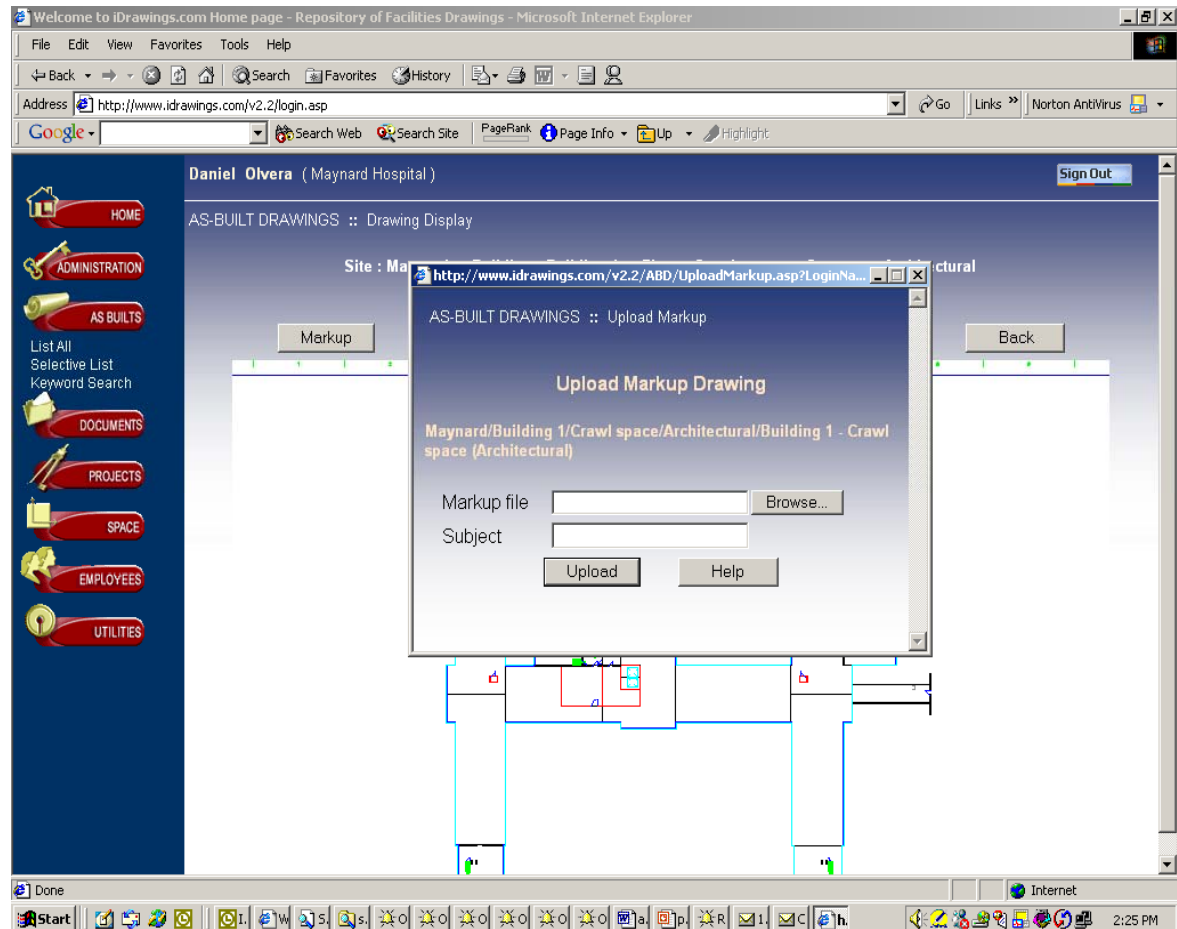 Welcome to iDrawings.com Home page - Repository of Facilities Drawings - Microsoft Internet Explorer
File Edit View Favorites Tools Help
Back Search Favorites History
Address http://www.idrawings.com/v2.2/login.asp Go Links » Norton AntiVirus
Google Search Web Search Site PageRank Page Info Up Highlight
Daniel Olvera ( Maynard Hospital ) Sign Out
HOME
AS-BUILT DRAWINGS :: Drawing Display
ADMINISTRATION
Site : Ma
AS BUILTS
List All
Selective List
Keyword Search
DOCUMENTS
PROJECTS
SPACE
EMPLOYEES
UTILITIES
Markup
Back
http://www.idrawings.com/v2.2/ABD/UploadMarkup.asp?LoginNa...
AS-BUILT DRAWINGS :: Upload Markup
Upload Markup Drawing
Maynard/Building 1/Crawl space/Architectural/Building 1 - Crawl
space (Architectural)
Markup file Browse...
Subject
Upload Help
Done Internet
Start I. W S. s. o o o o o o a. p. R 1. C h. 2:25 PM